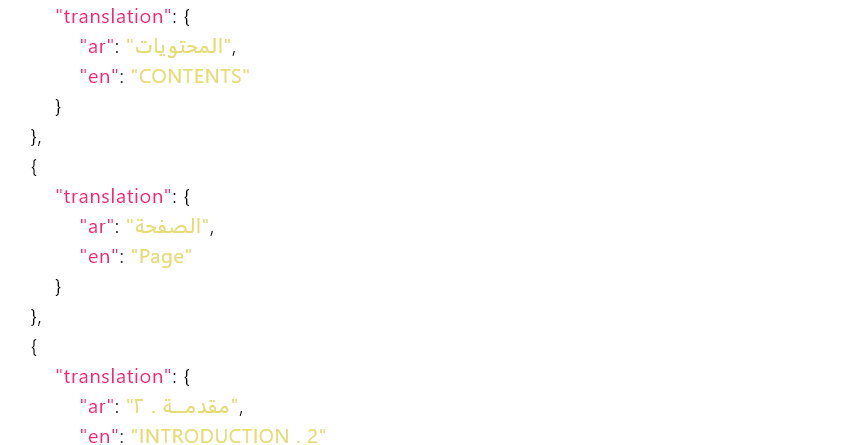 "translation": {
"ar": "المحتويات",
"en": "CONTENTS"
}
},
{
"translation": {
"ar": "الصفحة",
"en": "Page"
}
},
{
"translation": {
"ar": "مقدمــة . ٢",
"en": "INTRODUCTION . 2"